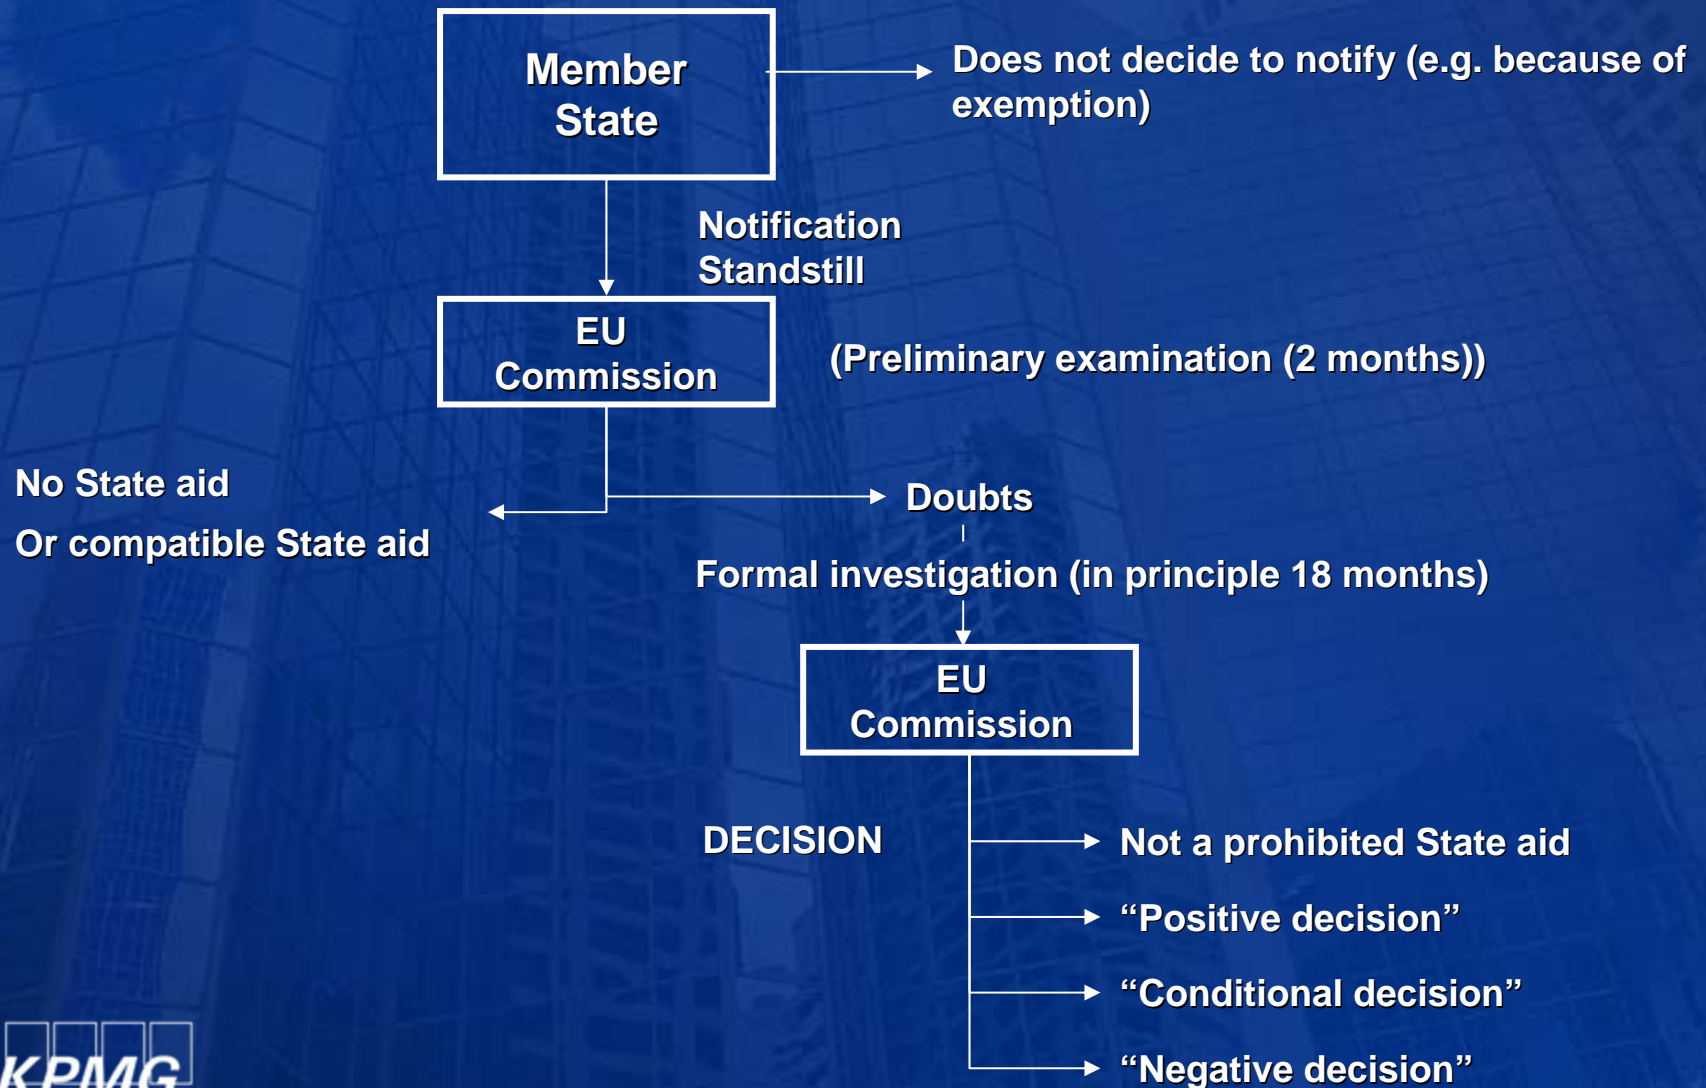 Member
State
Does not decide to notify (e.g. because of
exemption)
Notification
Standstill
EU
Commission
(Preliminary examination (2 months))
No State aid
Or compatible State aid
Doubts
Formal investigation (in principle 18 months)
EU
Commission
DECISION
Not a prohibited State aid
“Positive decision”
“Conditional decision”
“Negative decision”
KPMG